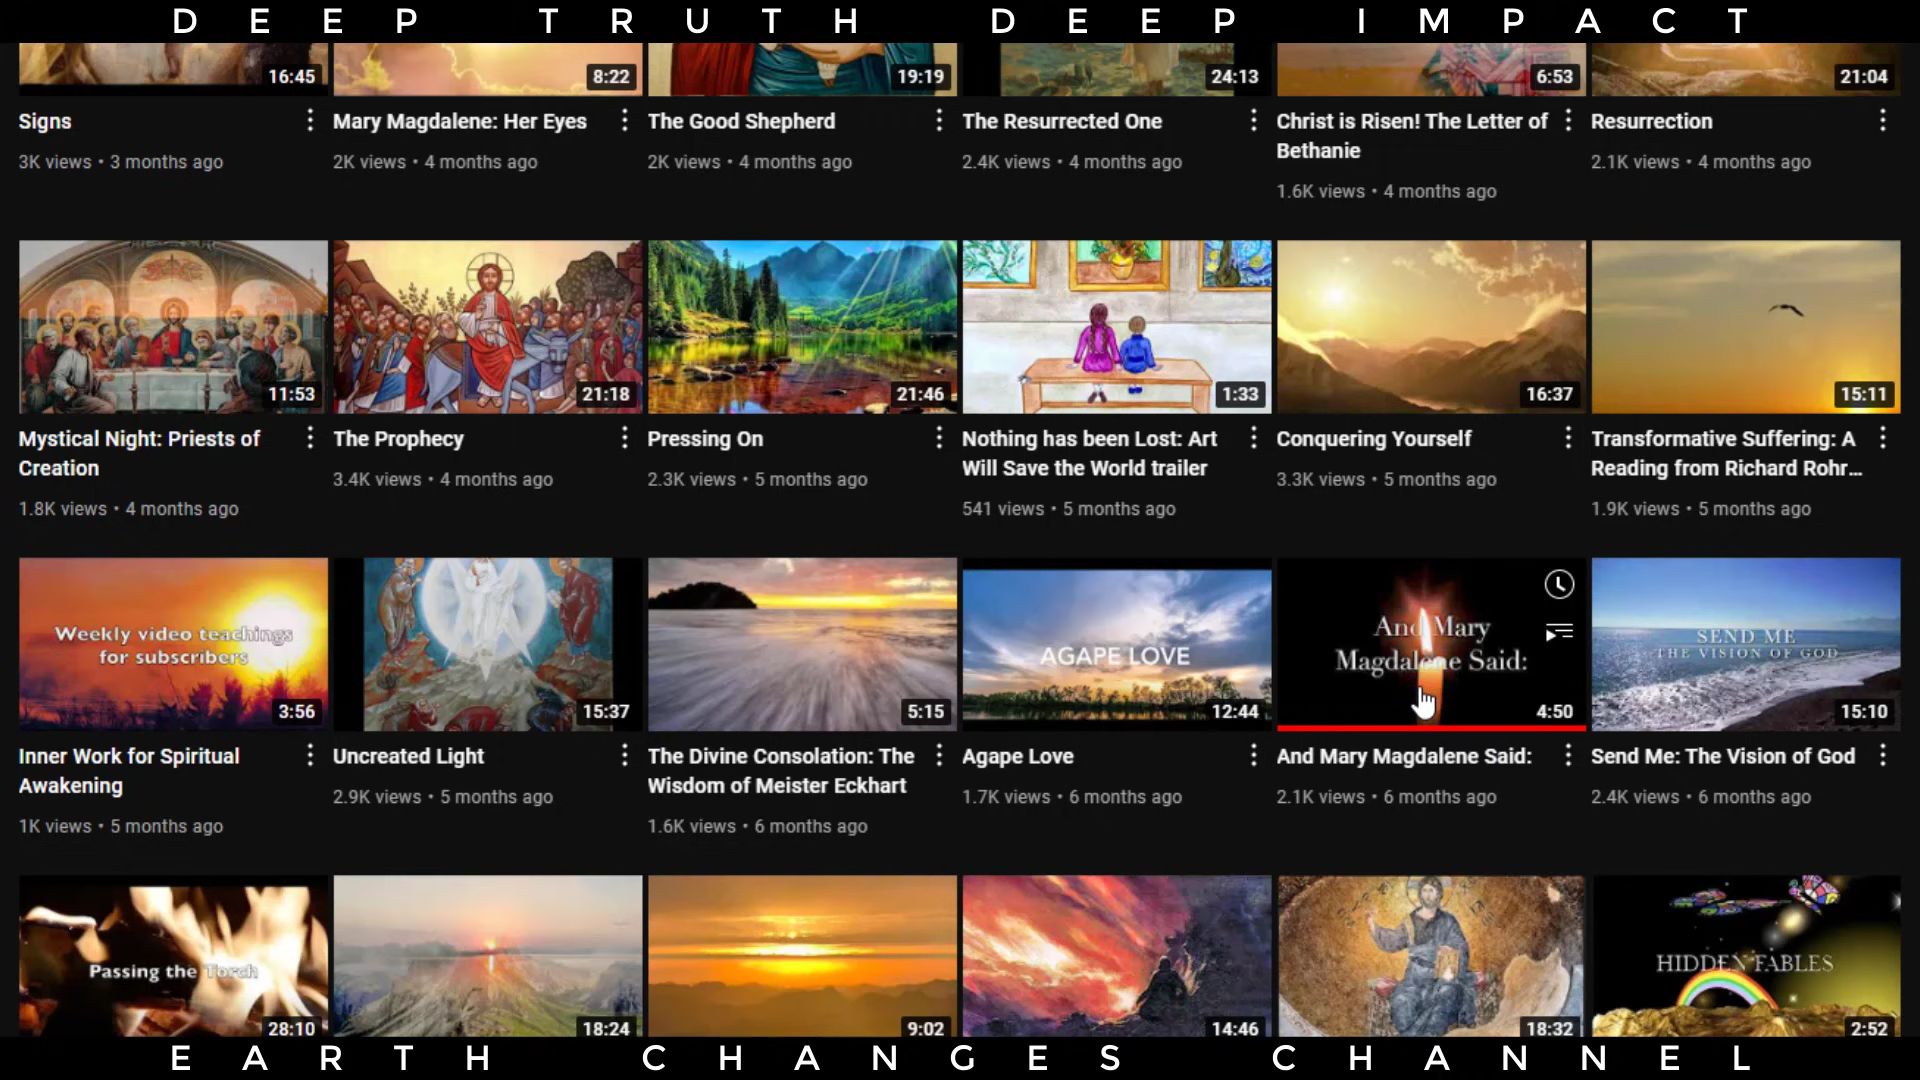 DEEP TRUTH DEEP IMPACT
16:45
8:22
19:19
24:13
6:53
21:04
Signs
Mary Magdalene: Her Eyes
The Good Shepherd
The Resurrected One
Christ is Risen! The Letter of
Bethanie
Resurrection
3K views • 3 months ago
2K views • 4 months ago
2K views • 4 months ago
2.4K views • 4 months ago
1.6K views • 4 months ago
2.1K views • 4 months ago
11:53
21:18
21:46
1:33
16:37
15:11
Mystical Night: Priests of
Creation
1.8K views • 4 months ago
The Prophecy
3.4K views • 4 months ago
Pressing On
2.3K views • 5 months ago
Nothing has been Lost: Art
Will Save the World trailer
541 views • 5 months ago
Conquering Yourself
3.3K views • 5 months ago
Transformative Suffering: A
Reading from Richard Rohr...
1.9K views • 5 months ago
Weekly video teachings
for subscribers
3:56
15:37
5:15
AGAPE LOVE
12:44
And Mary
Magdalene Said:
4:50
SEND ME
THE VISION OF GOD
15:10
Inner Work for Spiritual
Awakening
1K views • 5 months ago
Uncreated Light
2.9K views • 5 months ago
The Divine Consolation: The
Wisdom of Meister Eckhart
1.6K views • 6 months ago
Agape Love
1.7K views • 6 months ago
And Mary Magdalene Said:
2.1K views • 6 months ago
Send Me: The Vision of God
2.4K views • 6 months ago
Passing the Torch
28:10
18:24
9:02
14:46
18:32
HIDDEN FABLES
2:52
EARTH CHANGES CHANNEL